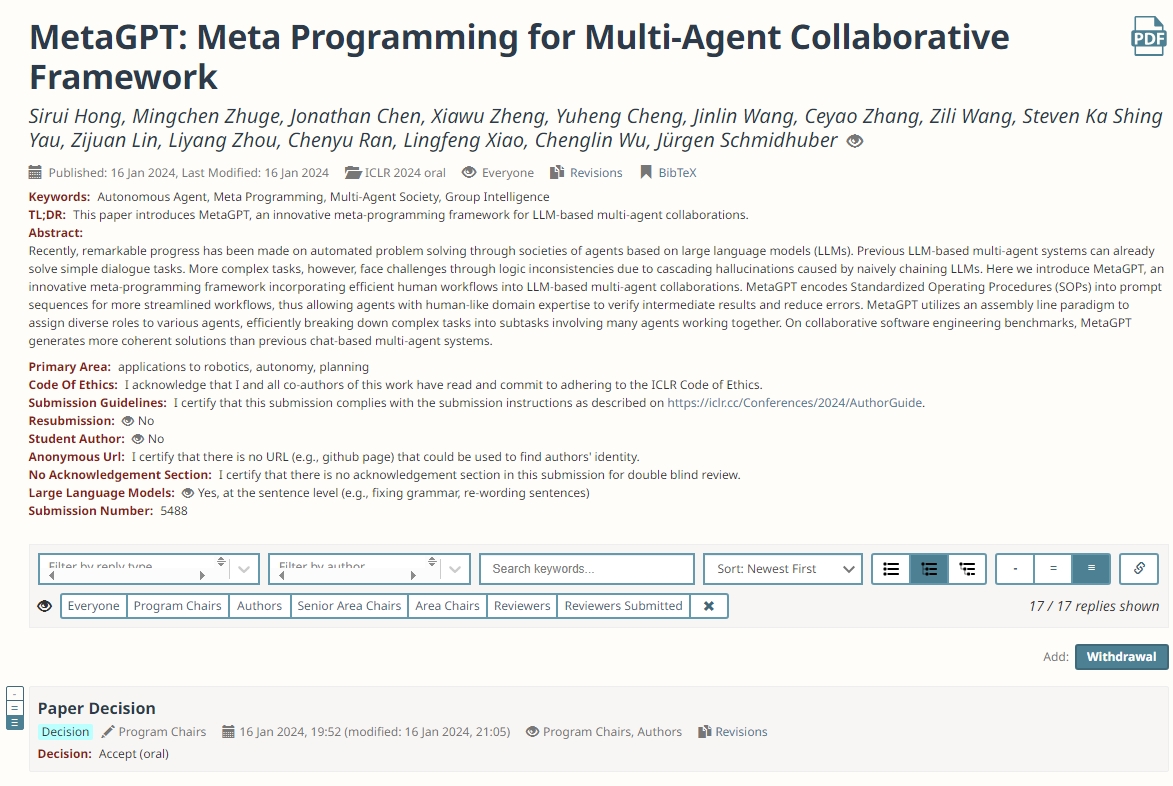 MetaGPT: Meta Programming for Multi-Agent Collaborative
Framework
PDF
Sirui Hong, Mingchen Zhuge, Jonathan Chen, Xiawu Zheng, Yuheng Cheng, Jinlin Wang, Ceyao Zhang, Zili Wang, Steven Ka Shing
Yau, Zijuan Lin, Liyang Zhou, Chenyu Ran, Lingfeng Xiao, Chenglin Wu, Jürgen Schmidhuber
Published: 16 Jan 2024, Last Modified: 16 Jan 2024 ICLR 2024 oral Everyone Revisions BibTeX
Keywords: Autonomous Agent, Meta Programming, Multi-Agent Society, Group Intelligence
TL;DR: This paper introduces MetaGPT, an innovative meta-programming framework for LLM-based multi-agent collaborations.
Abstract:
Recently, remarkable progress has been made on automated problem solving through societies of agents based on large language models (LLMs). Previous LLM-based multi-agent systems can already
solve simple dialogue tasks. More complex tasks, however, face challenges through logic inconsistencies due to cascading hallucinations caused by naively chaining LLMs. Here we introduce MetaGPT, an
innovative meta-programming framework incorporating efficient human workflows into LLM-based multi-agent collaborations. MetaGPT encodes Standardized Operating Procedures (SOPs) into prompt
sequences for more streamlined workflows, thus allowing agents with human-like domain expertise to verify intermediate results and reduce errors. MetaGPT utilizes an assembly line paradigm to
assign diverse roles to various agents, efficiently breaking down complex tasks into subtasks involving many agents working together. On collaborative software engineering benchmarks, MetaGPT
generates more coherent solutions than previous chat-based multi-agent systems.
Primary Area: applications to robotics, autonomy, planning
Code Of Ethics: I acknowledge that I and all co-authors of this work have read and commit to adhering to the ICLR Code of Ethics.
Submission Guidelines: I certify that this submission complies with the submission instructions as described on https://iclr.cc/Conferences/2024/AuthorGuide.
Resubmission: No
Student Author: No
Anonymous Url: I certify that there is no URL (e.g., github page) that could be used to find authors' identity.
No Acknowledgement Section: I certify that there is no acknowledgement section in this submission for double blind review.
Large Language Models: Yes, at the sentence level (e.g., fixing grammar, re-wording sentences)
Submission Number: 5488
Filter by reply type... Filter by author... Search keywords... Sort: Newest First - = ≡
Everyone Program Chairs Authors Senior Area Chairs Area Chairs Reviewers Reviewers Submitted ✖ 17 / 17 replies shown
Add: Withdrawal
- = ≡
Paper Decision
Decision Program Chairs 16 Jan 2024, 19:52 (modified: 16 Jan 2024, 21:05) Program Chairs, Authors Revisions
Decision: Accept (oral)